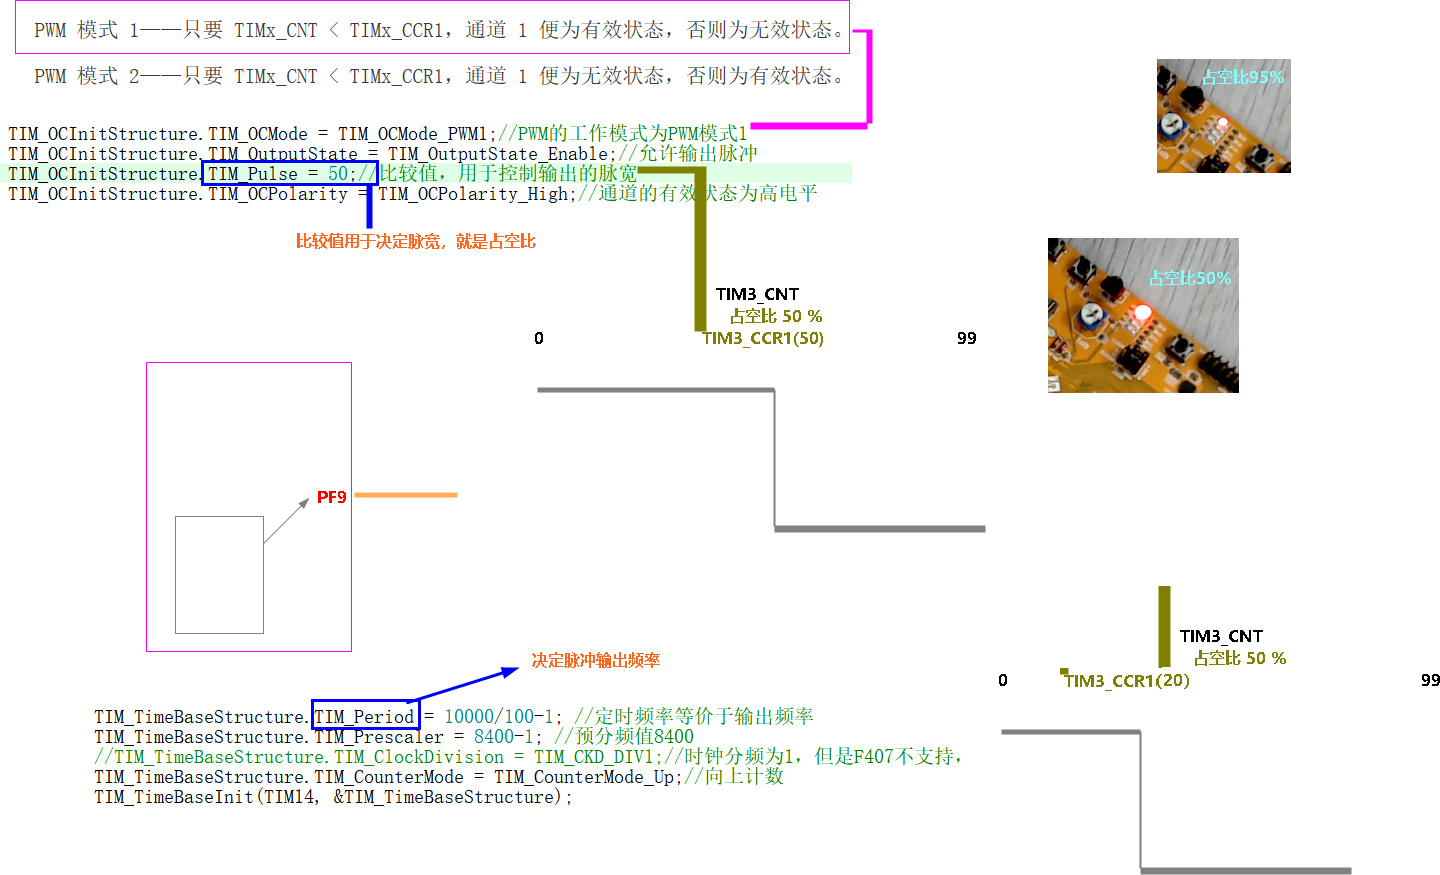 PWM 模式 1——只要 TIMx_CNT < TIMx_CCR1，通道 1 便为有效状态，否则为无效状态。
PWM 模式 2——只要 TIMx_CNT < TIMx_CCR1，通道 1 便为无效状态，否则为有效状态。
占空比95%
TIM_OCInitStructure.TIM_OCMode = TIM_OCMode_PWM1;//PWM的工作模式为PWM模式1
TIM_OCInitStructure.TIM_OutputState = TIM_OutputState_Enable;//允许输出脉冲
TIM_OCInitStructure.TIM_Pulse = 50;//比较值，用于控制输出的脉宽
TIM_OCInitStructure.TIM_OCPolarity = TIM_OCPolarity_High;//通道的有效状态为高电平
比较值用于决定脉宽，就是占空比
占空比50%
TIM3_CNT
占空比 50 %
0 TIM3_CCR1(50) 99
PF9
决定脉冲输出频率
TIM3_CNT
占空比 50 %
0 TIM3_CCR1(20) 99
TIM_TimeBaseStructure.TIM_Period = 10000/100-1; //定时频率等价于输出频率
TIM_TimeBaseStructure.TIM_Prescaler = 8400-1; //预分频值8400
//TIM_TimeBaseStructure.TIM_ClockDivision = TIM_CKD_DIV1;//时钟分频为1，但是F407不支持，
TIM_TimeBaseStructure.TIM_CounterMode = TIM_CounterMode_Up;//向上计数
TIM_TimeBaseInit(TIM14, &TIM_TimeBaseStructure);